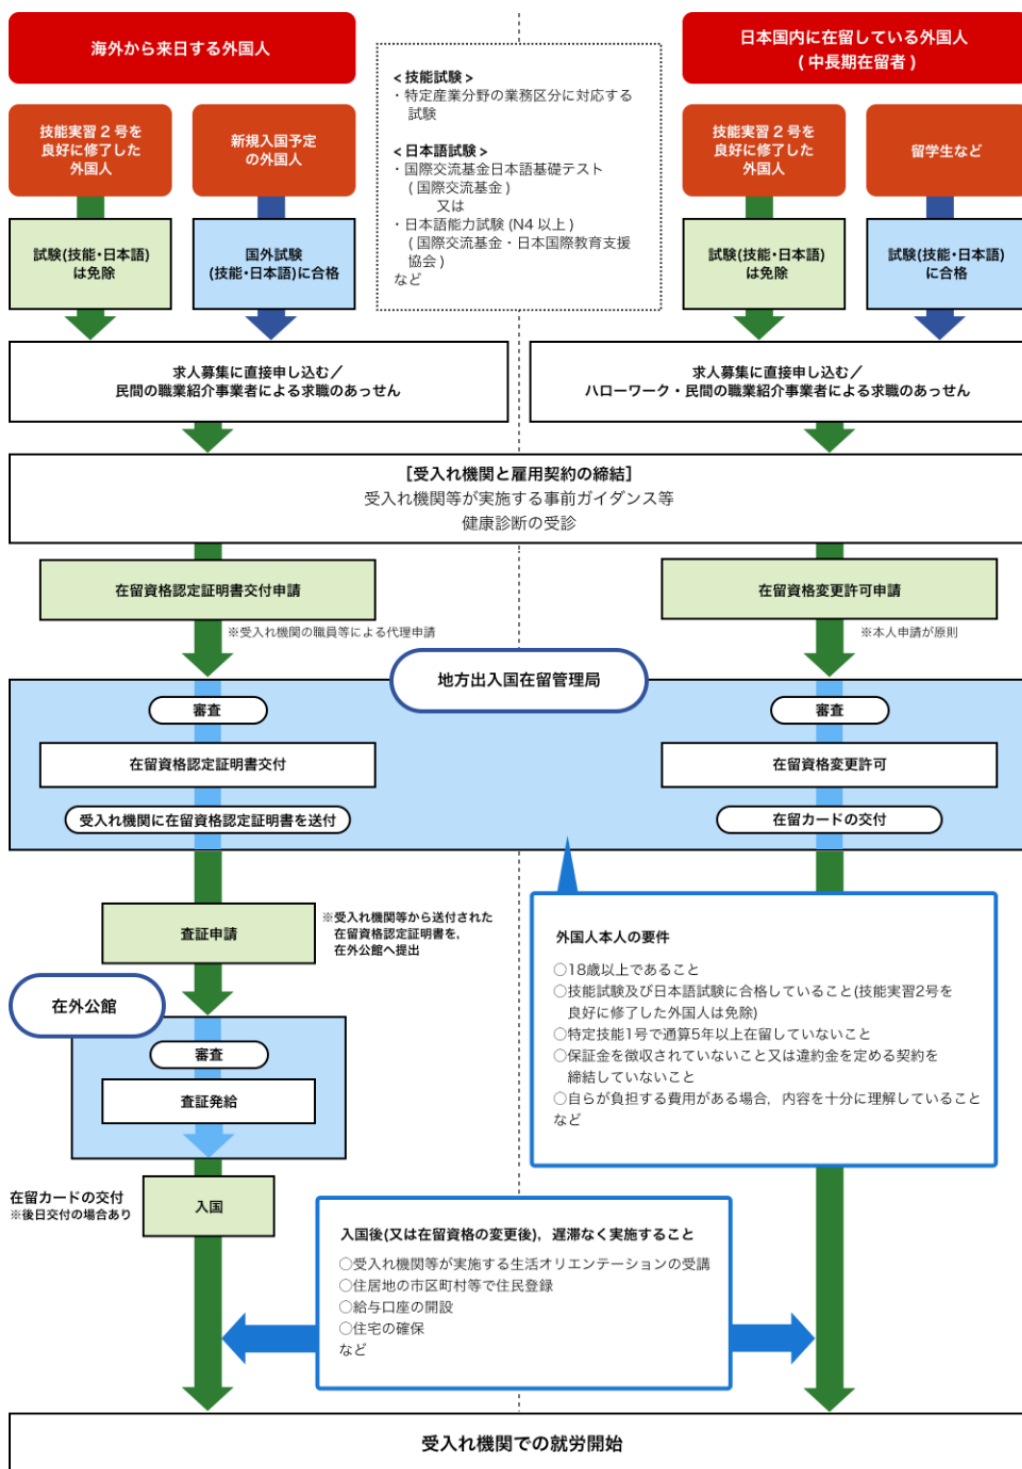 海外から来日する外国人
日本国内に在留している外国人
( 中長期在留者 )
技能実習 2 号を
良好に修了した
外国人
新規入国予定
の外国人
< 技能試験 >
・特定産業分野の業務区分に対応する
試験
< 日本語試験 >
・国際交流基金日本語基礎テスト
( 国際交流基金 )
又は
・日本語能力試験 (N4 以上 )
( 国際交流基金・日本国際教育支援
協会 )
など
技能実習 2 号を
良好に修了した
外国人
留学生など
試験(技能・日本語)
は免除
国外試験
(技能・日本語)に合格
試験(技能・日本語)
は免除
試験(技能・日本語)
に合格
求人募集に直接申し込む／
民間の職業紹介事業者による求職のあっせん
求人募集に直接申し込む／
ハローワーク・民間の職業紹介事業者による求職のあっせん
[受入れ機関と雇用契約の締結]
受入れ機関等が実施する事前ガイダンス等
健康診断の受診
在留資格認定証明書交付申請
※受入れ機関の職員等による代理申請
在留資格変更許可申請
※本人申請が原則
地方出入国在留管理局
審査
在留資格認定証明書交付
受入れ機関に在留資格認定証明書を送付
審査
在留資格変更許可
在留カードの交付
査証申請
※受入れ機関等から送付された
在留資格認定証明書を,
在外公館へ提出
在外公館
審査
査証発給
外国人本人の要件
○18歳以上であること
○技能試験及び日本語試験に合格していること(技能実習2号を
良好に修了した外国人は免除)
○特定技能1号で通算5年以上在留していないこと
○保証金を徴収されていないこと又は違約金を定める契約を
締結していないこと
○自らが負担する費用がある場合, 内容を十分に理解していること
など
在留カードの交付
※後日交付の場合あり
入国
入国後(又は在留資格の変更後), 遅滞なく実施すること
○受入れ機関等が実施する生活オリエンテーションの受講
○住居地の市区町村等で住民登録
○給与口座の開設
○住宅の確保
など
受入れ機関での就労開始